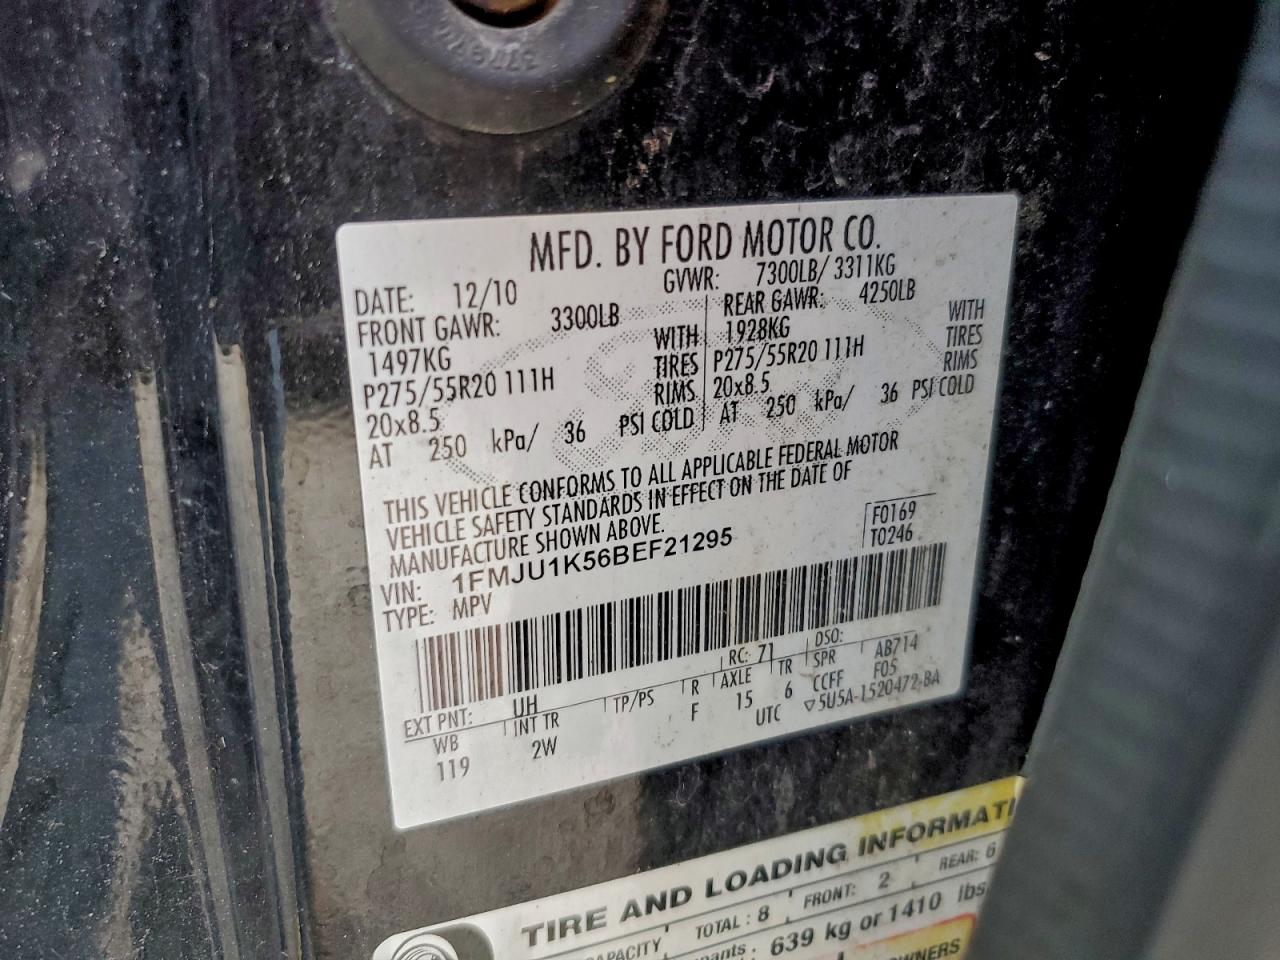 MFD. BY FORD MOTOR CO.
DATE: 12/10 GVWR: 7300LB/ 3311KG
FRONT GAWR: 3300LB REAR GAWR: 4250LB
1497KG WITH 1928KG WITH
P275/55R20 111H TIRES P275/55R20 111H TIRES
20x8.5 RIMS 20x8.5 RIMS
AT 250 kPa/ 36 PSI COLD AT 250 kPa/ 36 PSI COLD
THIS VEHICLE CONFORMS TO ALL APPLICABLE FEDERAL MOTOR
VEHICLE SAFETY STANDARDS IN EFFECT ON THE DATE OF
MANUFACTURE SHOWN ABOVE.
F0169
T0246
VIN: 1FMJU1K56BEF21295
TYPE: MPV
EXT PNT: UH RC: 71 DSO:
WB INT TR TP/PS R AXLE TR SPR AB714
119 2W F 15 6 CCFF F05
UTC ▽5U5A-1520472-BA
TIRE AND LOADING INFORMATI
CAPACITY TOTAL : 8 FRONT: 2 REAR: 6
pants. 639 kg or 1410 lbs
OWNERS